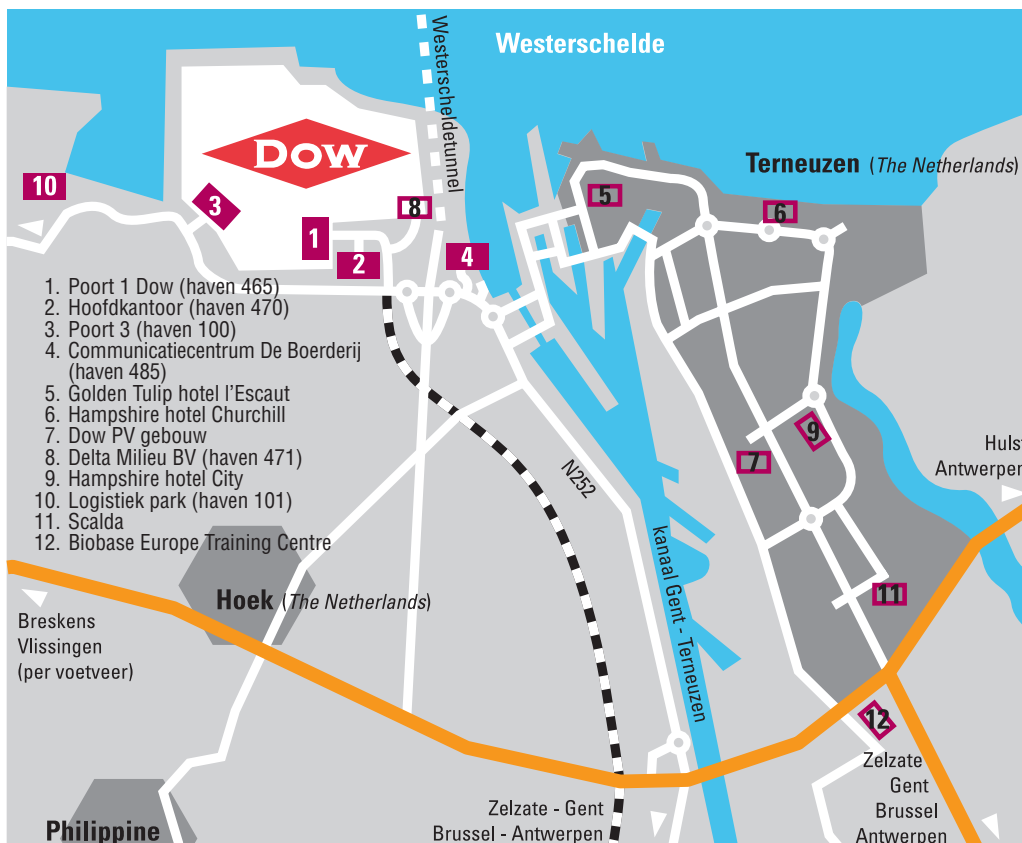 Westerschelde
Westerscheldetunnel
DOW
Terneuzen (The Netherlands)
10
3
8
5
6
1
2
4
1. Poort 1 Dow (haven 465)
2. Hoofdkantoor (haven 470)
3. Poort 3 (haven 100)
4. Communicatiecentrum De Boerderij
(haven 485)
5. Golden Tulip hotel l’Escaut
6. Hampshire hotel Churchill
7. Dow PV gebouw
8. Delta Milieu BV (haven 471)
9. Hampshire hotel City
10. Logistiek park (haven 101)
11. Scalda
12. Biobase Europe Training Centre
9
7
Hulst
Antwerpen
N252
kanaal Gent - Terneuzen
11
Hoek (The Netherlands)
Breskens
Vlissingen
(per voetveer)
12
Zelzate
Gent
Brussel
Antwerpen
Zelzate - Gent
Brussel - Antwerpen
Philippine